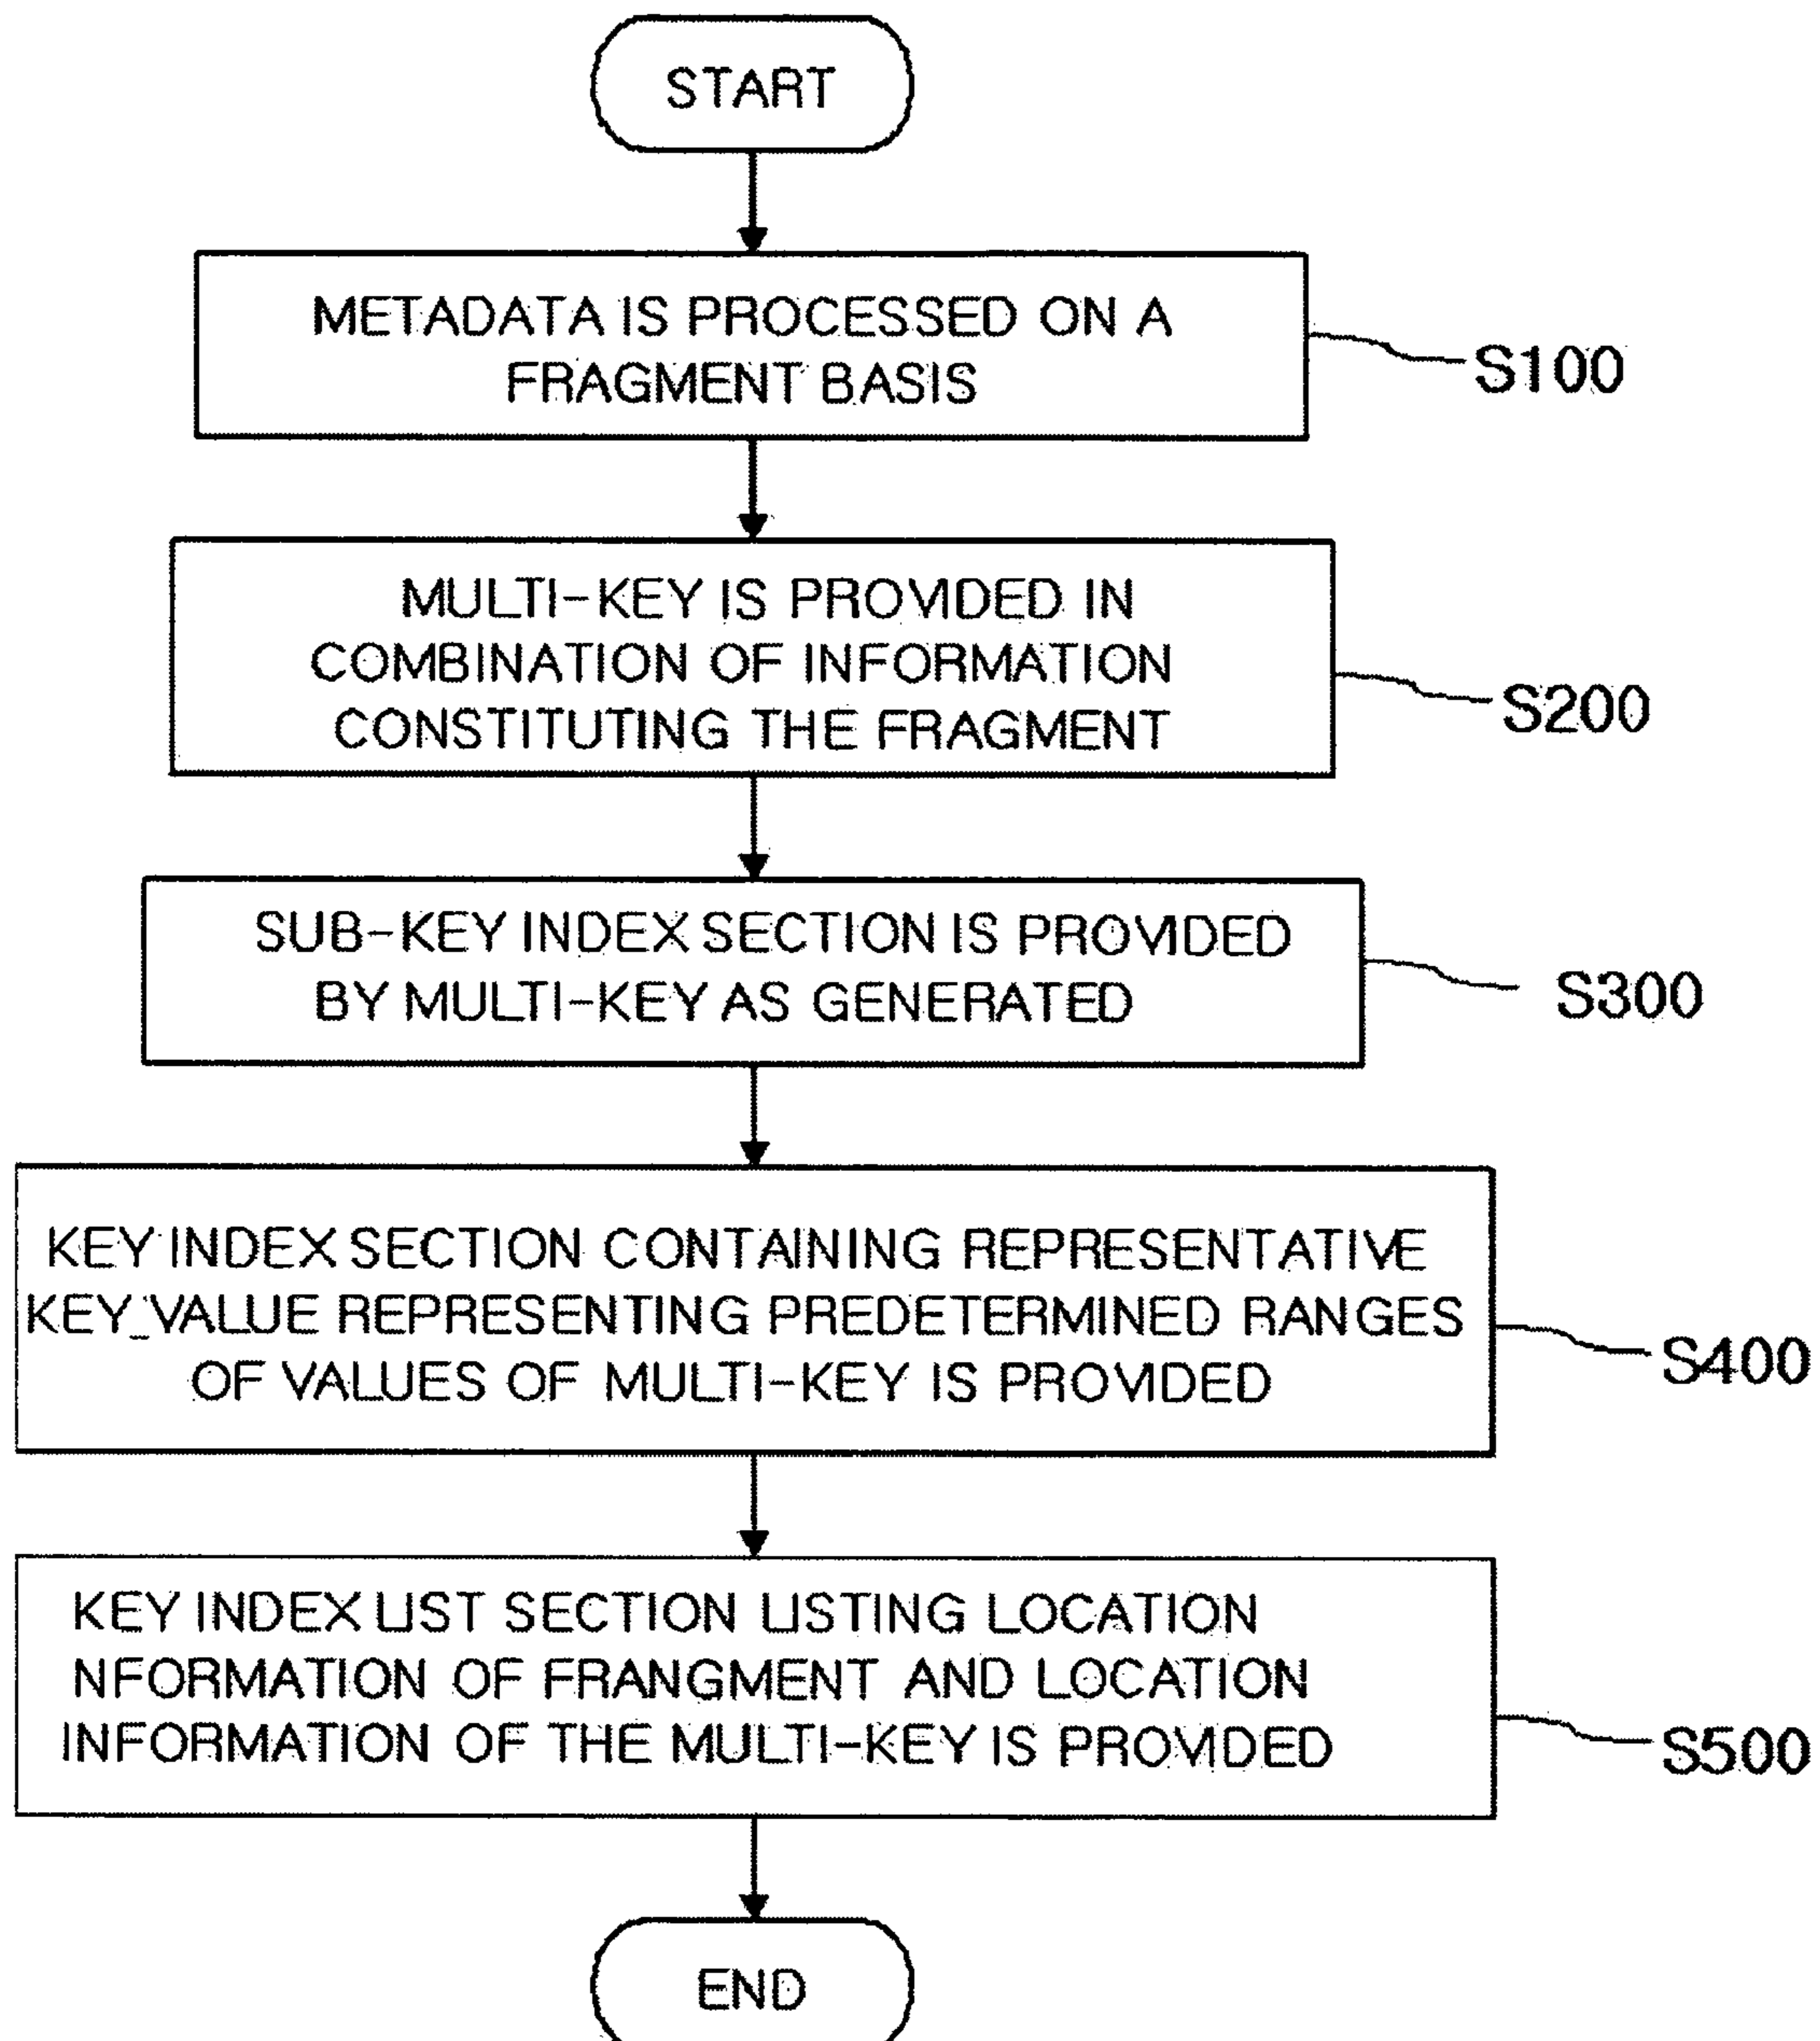 START
METADATA IS PROCESSED ON A
FRAGMENT BASIS
S100
MULTI-KEY IS PROVIDED IN
COMBINATION OF INFORMATION
CONSTITUTING THE FRAGMENT
S200
SUB-KEY INDEX SECTION IS PROVIDED
BY MULTI-KEY AS GENERATED
S300
KEY INDEX SECTION CONTAINING REPRESENTATIVE
KEY_VALUE REPRESENTING PREDETERMINED RANGES
OF VALUES OF MULTI-KEY IS PROVIDED
S400
KEY INDEX LIST SECTION LISTING LOCATION
NFORMATION OF FRANGMENT AND LOCATION
INFORMATION OF THE MULTI-KEY IS PROVIDED
S500
END